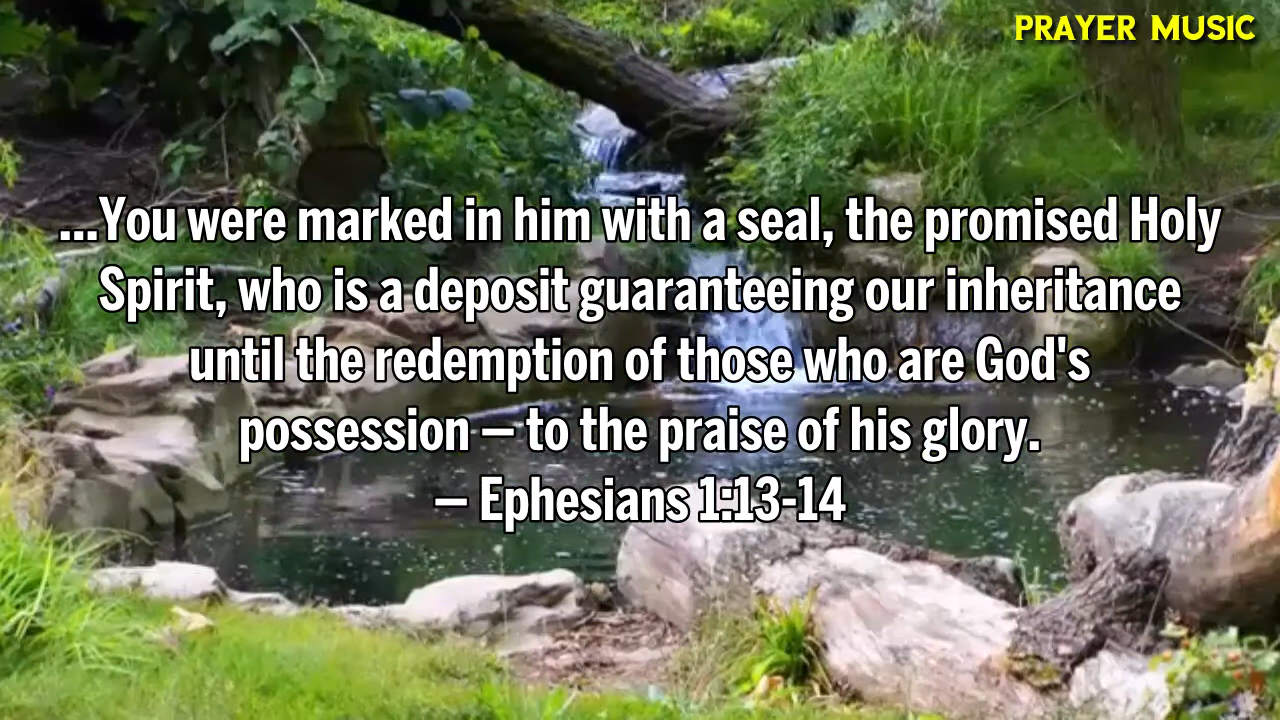 PRAYER MUSIC
...You were marked in him with a seal, the promised Holy
Spirit, who is a deposit guaranteeing our inheritance
until the redemption of those who are God's
possession – to the praise of his glory.
– Ephesians 1:13-14